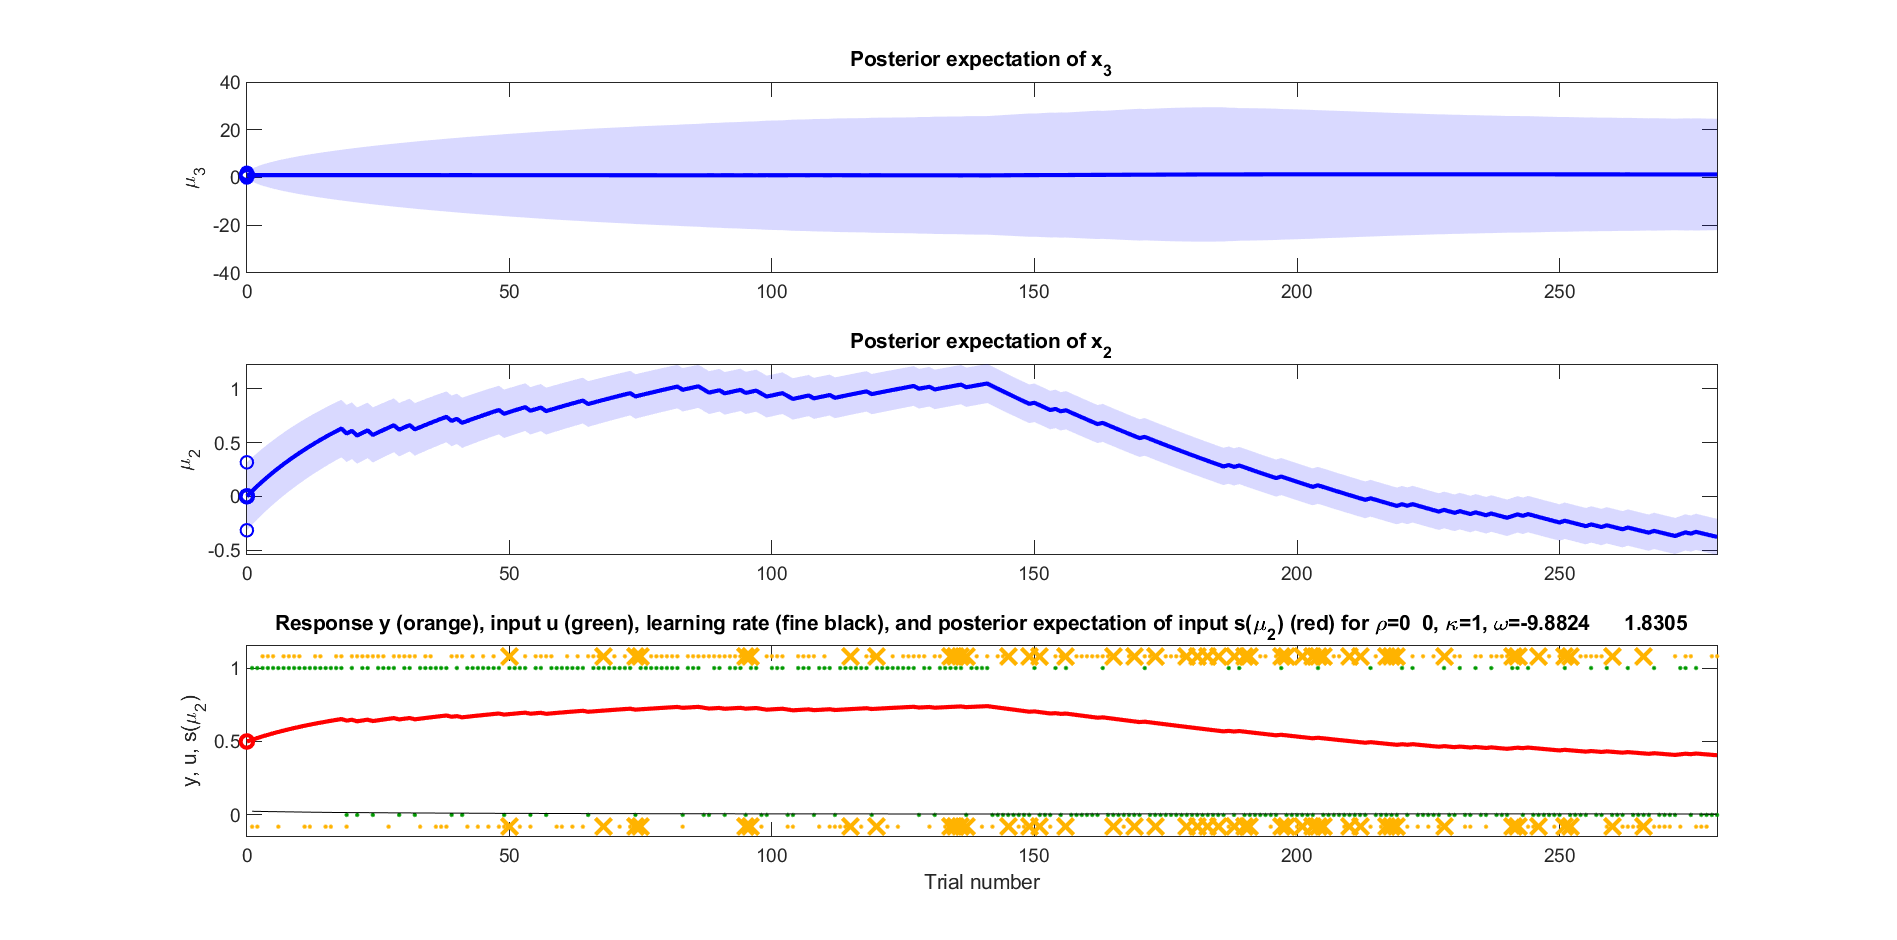 Posterior expectation of x3
40
20
0
-20
-40
μ3
0 50 100 150 200 250
Posterior expectation of x2
1
0.5
0
-0.5
μ2
0 50 100 150 200 250
Response y (orange), input u (green), learning rate (fine black), and posterior expectation of input s(μ2) (red) for ρ=0 0, κ=1, ω=-9.8824 1.8305
1
0.5
0
y, u, s(μ2)
0 50 100 150 200 250
Trial number